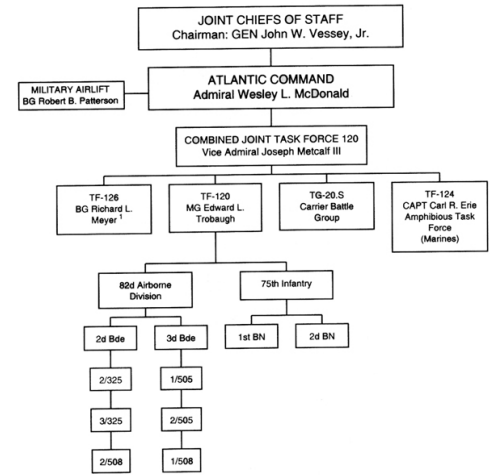 JOINT CHIEFS OF STAFF
Chairman: GEN John W. Vessey, Jr.
ATLANTIC COMMAND
Admiral Wesley L. McDonald
MILITARY AIRLIFT
BG Robert B. Patterson
COMBINED JOINT TASK FORCE 120
Vice Admiral Joseph Metcalf III
TF-126
BG Richard L.
Meyer 1
TF-120
MG Edward L.
Trobaugh
TG-20.S
Carrier Battle
Group
TF-124
CAPT Carl R. Erie
Amphibious Task
Force
(Marines)
82d Airborne
Division
75th Infantry
2d Bde
3d Bde
1st BN
2d BN
2/325
1/505
3/325
2/505
2/508
1/508